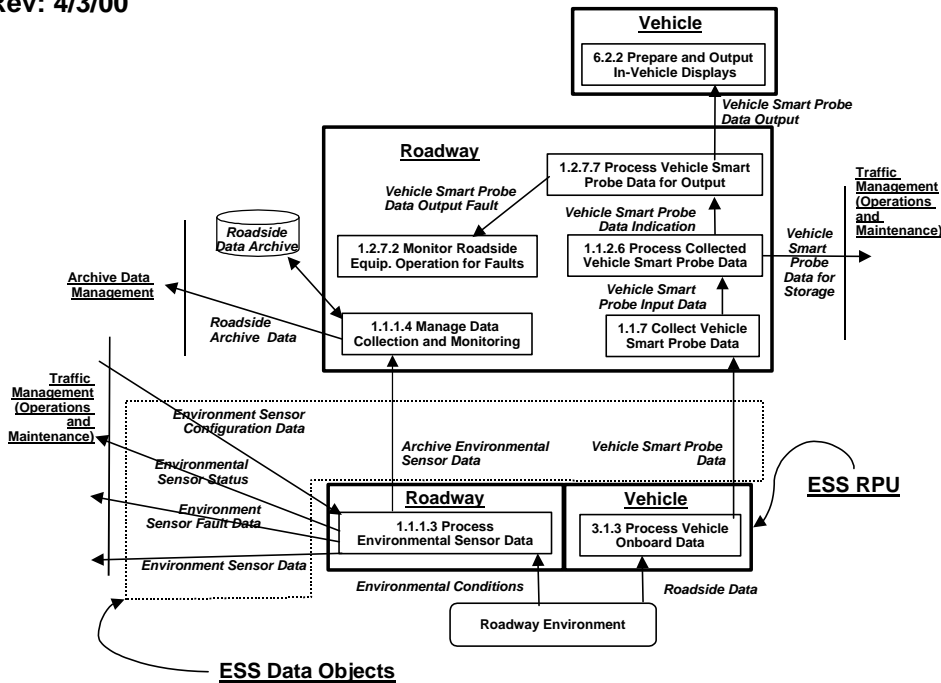 Rev: 4/3/00
Vehicle
6.2.2 Prepare and Output
In-Vehicle Displays
Vehicle Smart Probe
Data Output
Roadway
1.2.7.7 Process Vehicle Smart
Probe Data for Output
Vehicle Smart Probe
Data Output Fault
Vehicle Smart Probe
Data Indication
Traffic
Management
(Operations
and
Maintenance)
Roadside
Data Archive
1.2.7.2 Monitor Roadside
Equip. Operation for Faults
1.1.2.6 Process Collected
Vehicle Smart Probe Data
Vehicle
Smart
Probe
Data for
Storage
Archive Data
Management
Vehicle Smart
Probe Input Data
Roadside
Archive Data
1.1.1.4 Manage Data
Collection and Monitoring
1.1.7 Collect Vehicle
Smart Probe Data
Traffic
Management
(Operations
and
Maintenance)
Environment Sensor
Configuration Data
Archive Environmental
Sensor Data
Vehicle Smart Probe
Data
Environmental
Sensor Status
ESS RPU
Roadway
Vehicle
Environment
Sensor Fault Data
1.1.1.3 Process
Environmental Sensor Data
3.1.3 Process Vehicle
Onboard Data
Environment Sensor Data
Environmental Conditions
Roadside Data
Roadway Environment
ESS Data Objects